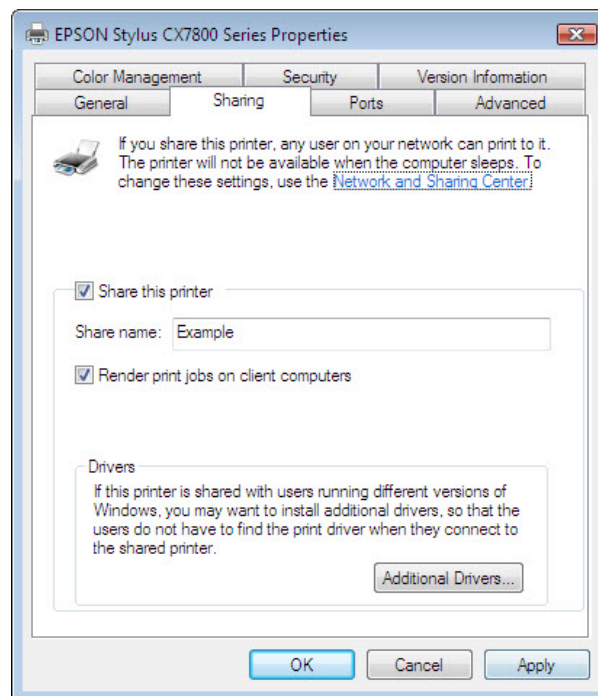 EPSON Stylus CX7800 Series Properties
Color Management Security Version Information
General Sharing Ports Advanced
If you share this printer, any user on your network can print to it.
The printer will not be available when the computer sleeps. To
change these settings, use the Network and Sharing Center.
Share this printer
Share name: Example
Render print jobs on client computers
Drivers
If this printer is shared with users running different versions of
Windows, you may want to install additional drivers, so that the
users do not have to find the print driver when they connect to
the shared printer.
Additional Drivers...
OK Cancel Apply